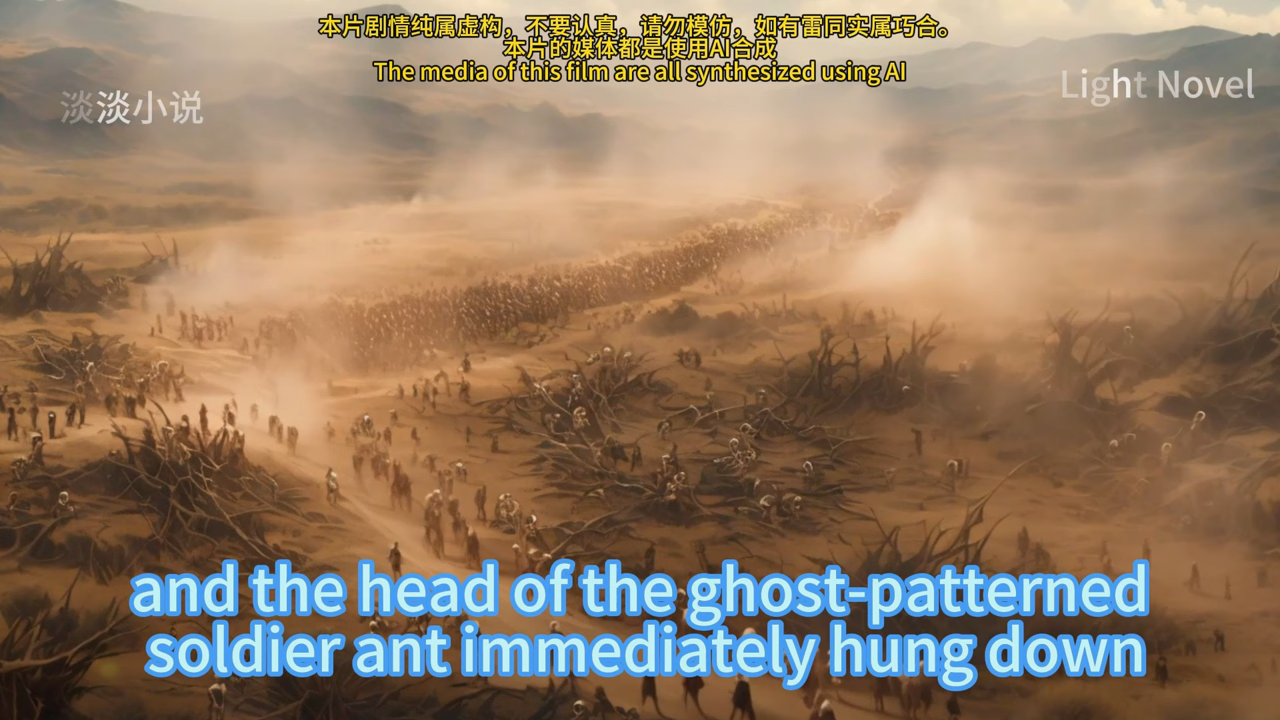 本片剧情纯属虚构，不要认真，请勿模仿，如有雷同实属巧合。
本片的媒体都是使用AI合成
The media of this film are all synthesized using AI
Light Novel
淡淡小说
and the head of the ghost-patterned
soldier ant immediately hung down